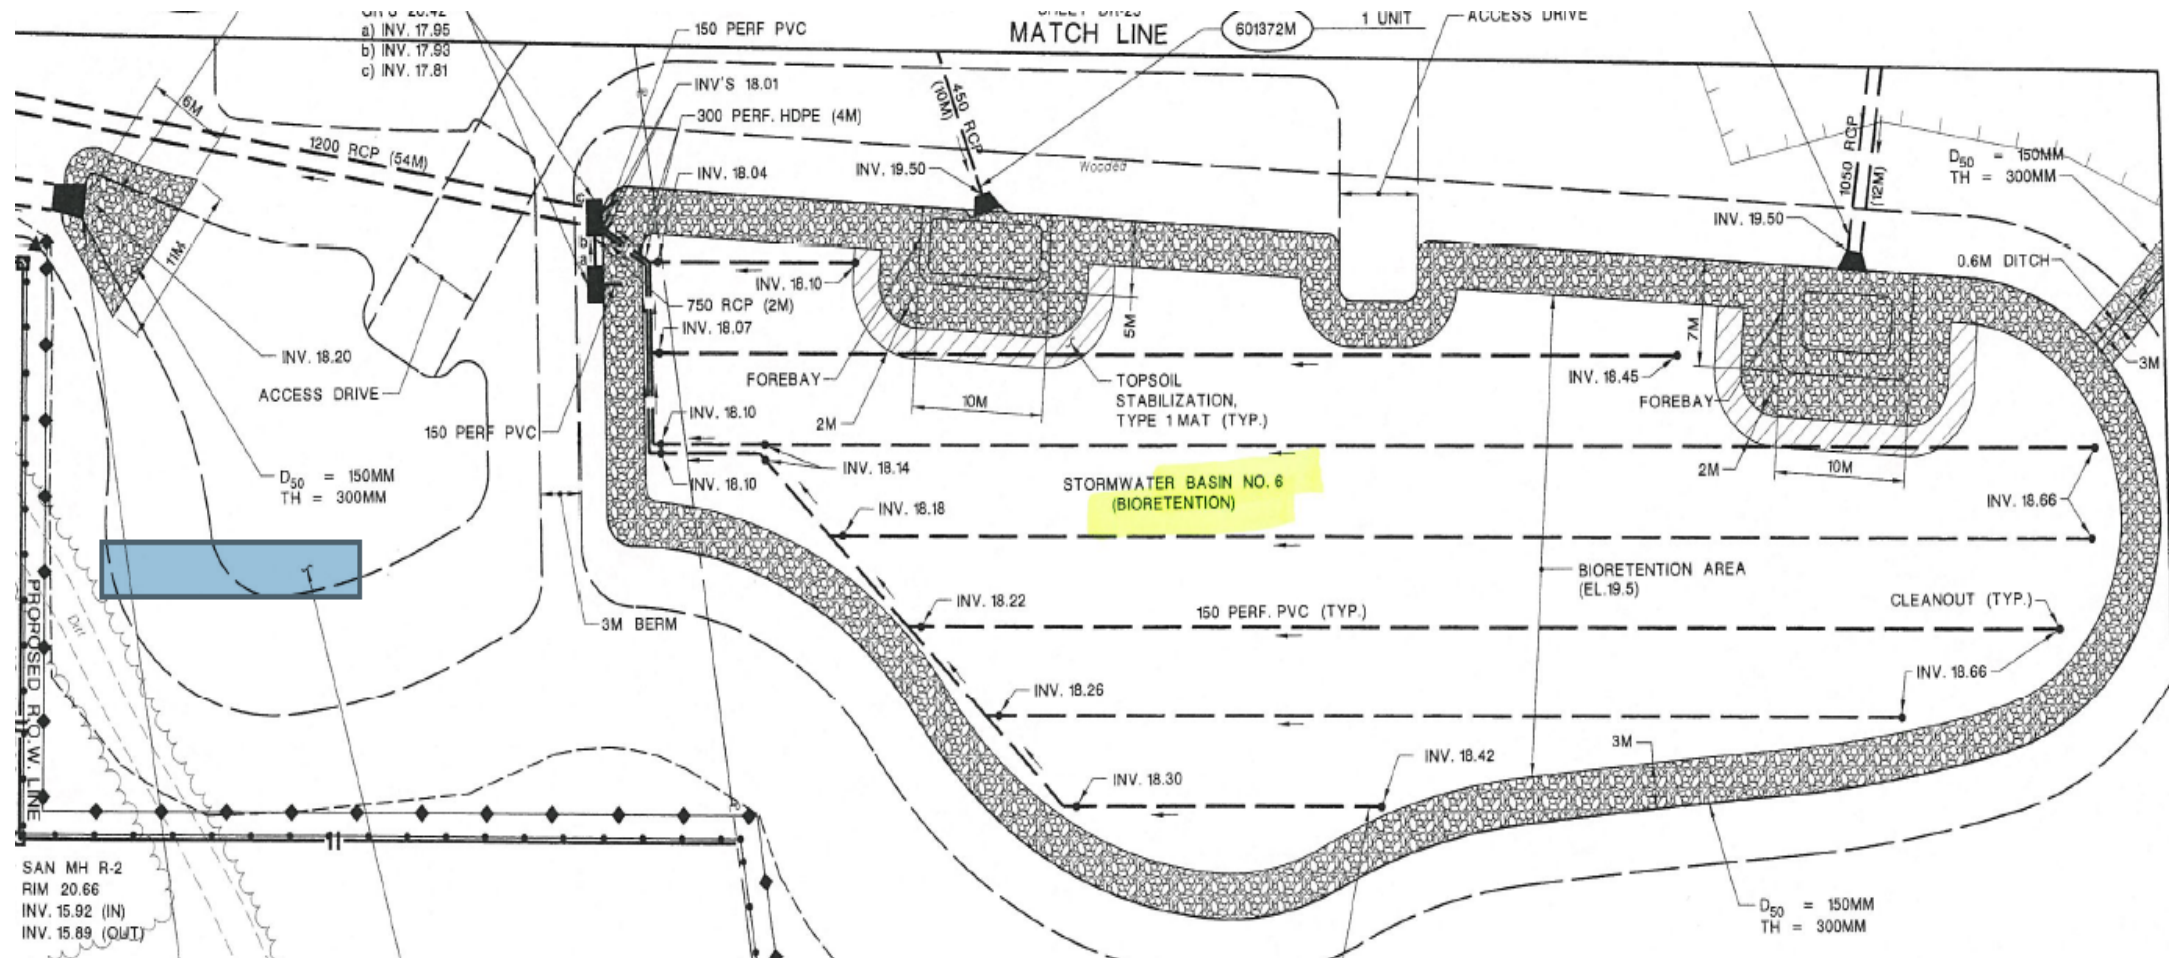 MATCH LINE
601372M
1 UNIT
ACCESS DRIVE
a) INV. 17.95
b) INV. 17.93
c) INV. 17.81
150 PERF PVC
INV'S 18.01
300 PERF. HDPE (4M)
INV. 18.04
450 RCP
(10M)
INV. 19.50
Wooded
1050 RCP
(12M)
INV. 19.50
D50 = 150MM
TH = 300MM
0.6M DITCH
3M
6M
1200 RCP (54M)
11M
c
b
a
INV. 18.10
750 RCP (2M)
INV. 18.07
5M
7M
INV. 18.20
ACCESS DRIVE
FOREBAY
10M
2M
TOPSOIL
STABILIZATION,
TYPE 1 MAT (TYP.)
INV. 18.45
FOREBAY
2M
10M
150 PERF PVC
INV. 18.10
INV. 18.14
INV. 18.10
D50 = 150MM
TH = 300MM
STORMWATER BASIN NO. 6
(BIORETENTION)
INV. 18.66
INV. 18.18
BIORETENTION AREA
(EL.19.5)
INV. 18.22
150 PERF. PVC (TYP.)
CLEANOUT (TYP.)
3M BERM
Dirt
PROPOSED R.O.W. LINE
INV. 18.26
INV. 18.66
3M
INV. 18.42
INV. 18.30
SAN MH R-2
RIM 20.66
INV. 15.92 (IN)
INV. 15.89 (OUT)
D50 = 150MM
TH = 300MM